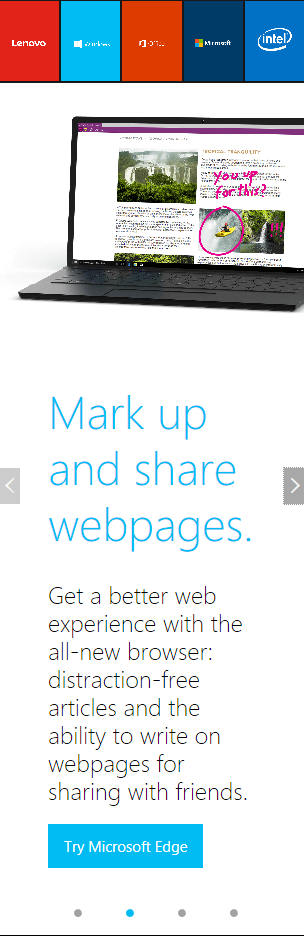 Lenovo
Windows
Office
Microsoft
intel
TROPICAL TRANQUILITY
YOU UP
for this?
Mark up
and share
webpages.
Get a better web
experience with the
all-new browser:
distraction-free
articles and the
ability to write on
webpages for
sharing with friends.
Try Microsoft Edge